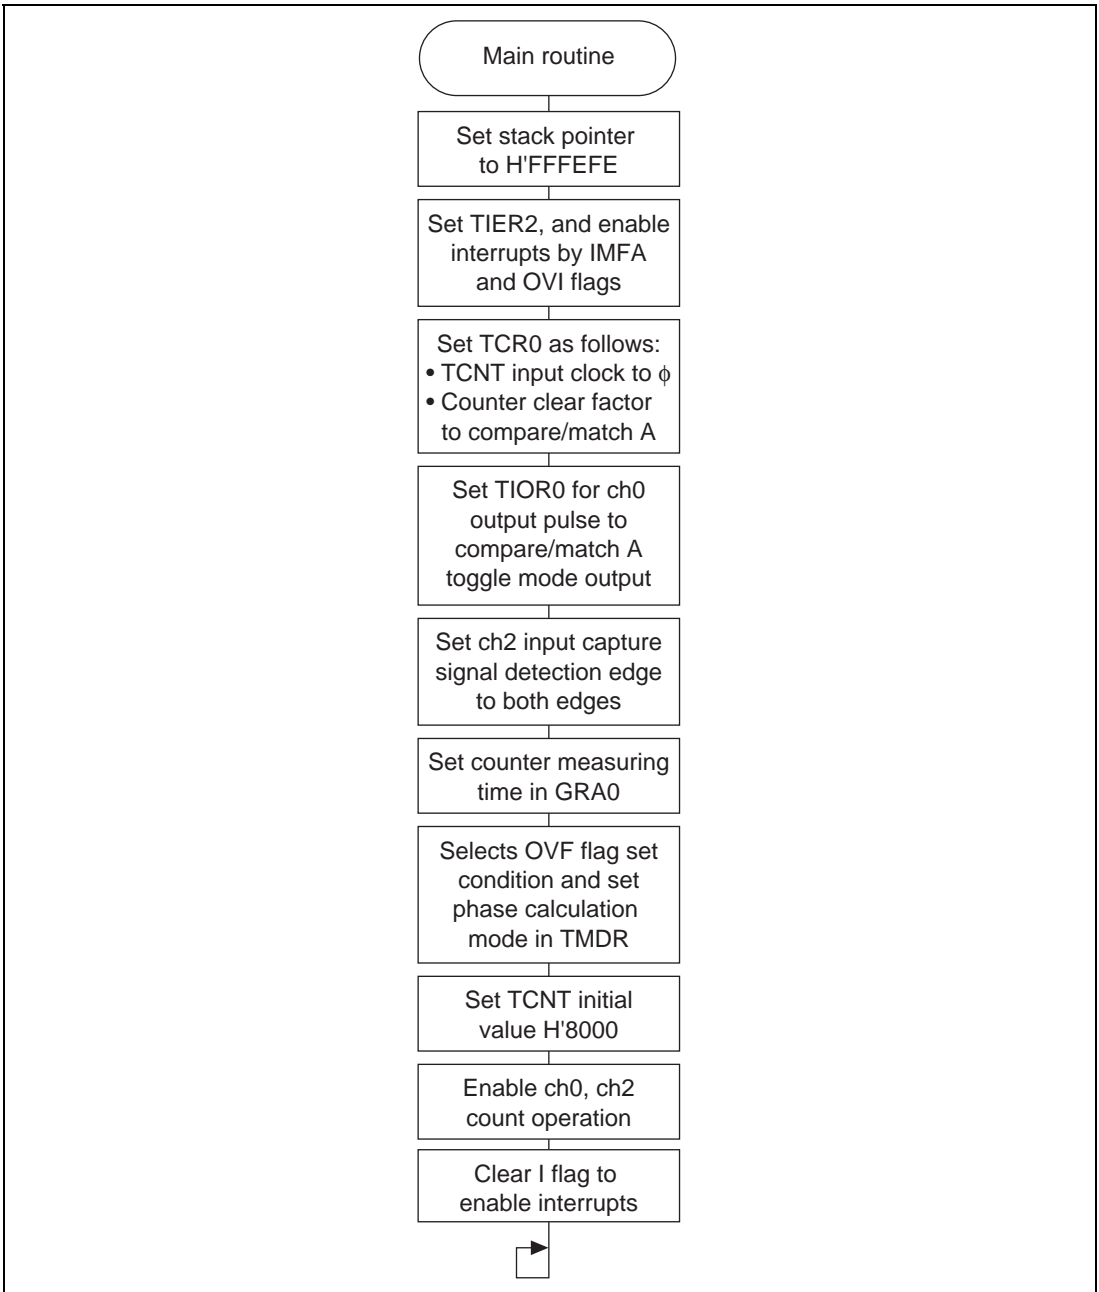 Main routine
Set stack pointer
to H'FFFEFE
Set TIER2, and enable
interrupts by IMFA
and OVI flags
Set TCR0 as follows:
• TCNT input clock to ϕ
• Counter clear factor
to compare/match A
Set TIOR0 for ch0
output pulse to
compare/match A
toggle mode output
Set ch2 input capture
signal detection edge
to both edges
Set counter measuring
time in GRA0
Selects OVF flag set
condition and set
phase calculation
mode in TMDR
Set TCNT initial
value H'8000
Enable ch0, ch2
count operation
Clear I flag to
enable interrupts